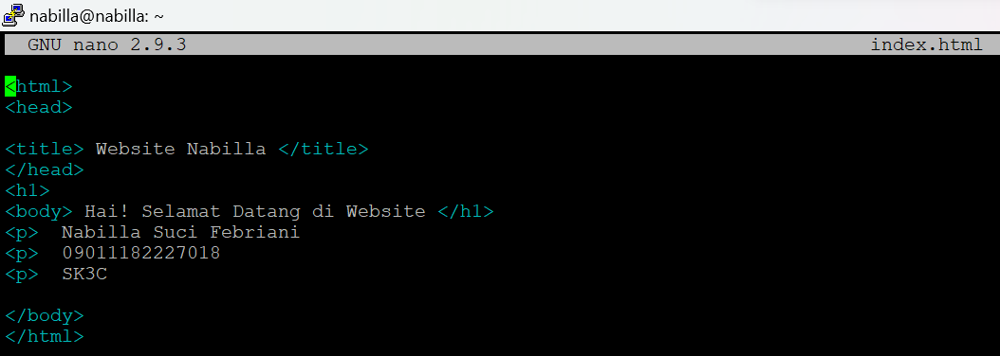 nabilla@nabilla: ~
GNU nano 2.9.3 index.html
<html>
<head>
<title> Website Nabilla </title>
</head>
<h1>
<body> Hai! Selamat Datang di Website </h1>
<p>  Nabilla Suci Febriani
<p>  09011182227018
<p>  SK3C
</body>
</html>